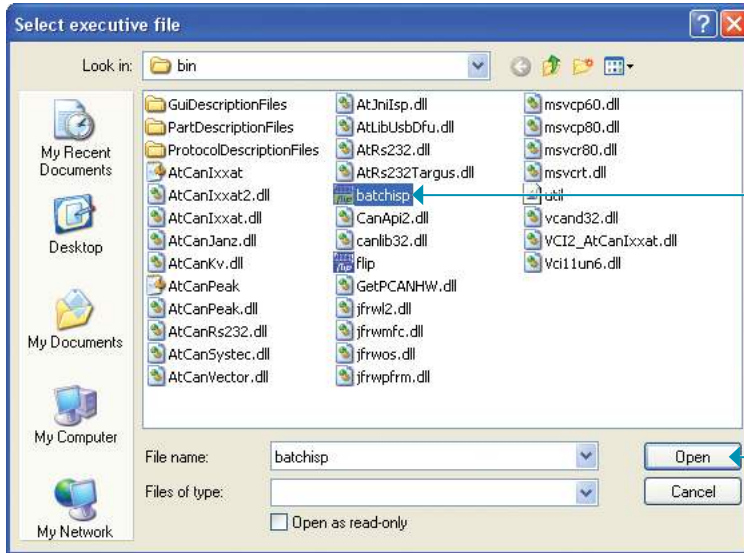 Select executive file
Look in:
bin
My Recent
Documents
Desktop
My Documents
My Computer
My Network
GuiDescriptionFiles
PartDescriptionFiles
ProtocolDescriptionFiles
AtCanIxxat
AtCanIxxat2.dll
AtCanIxxat.dll
AtCanJanz.dll
AtCanKv.dll
AtCanPeak
AtCanPeak.dll
AtCanRs232.dll
AtCanSystec.dll
AtCanVector.dll
AtJniIsp.dll
AtLibUsbDfu.dll
AtRs232.dll
AtRs232Targus.dll
batchisp
CanApi2.dll
canlib32.dll
flip
GetPCANHW.dll
jfrwl2.dll
jfrwmfc.dll
jfrwos.dll
jfrwpfrm.dll
msvcp60.dll
msvcp80.dll
msvcr80.dll
msvcrt.dll
util
vcand32.dll
VCI2_AtCanIxxat.dll
Vci11un6.dll
File name:
batchisp
Open
Files of type:
Cancel
Open as read-only